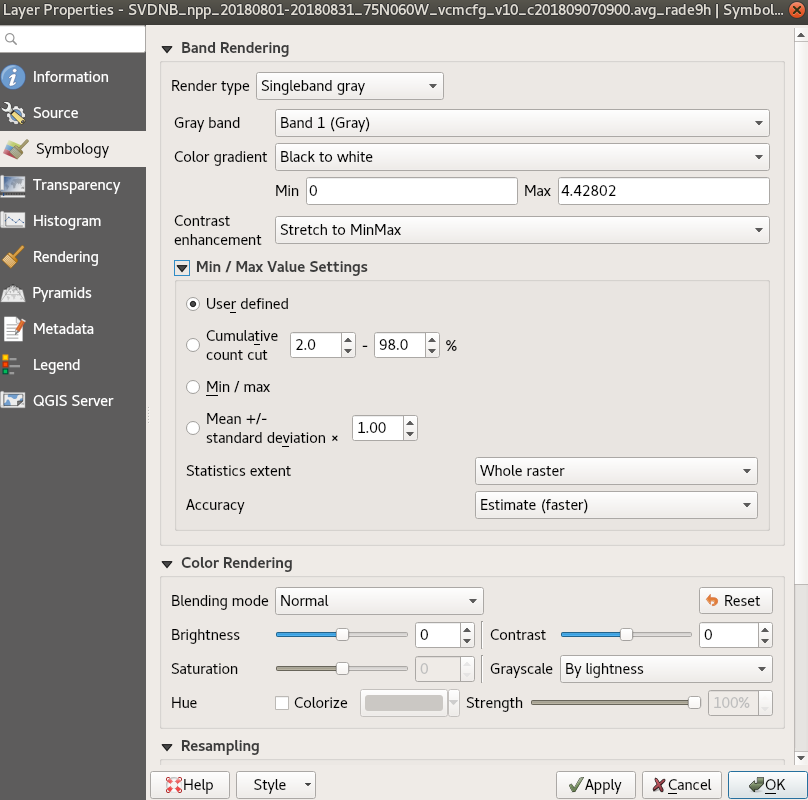 Layer Properties - SVDNB_npp_20180801-20180831_75N060W_vcmcfg_v10_c201809070900.avg_rade9h | Symbol...
Information
Source
Symbology
Transparency
Histogram
Rendering
Pyramids
Metadata
Legend
QGIS Server
Band Rendering
Render type Singleband gray
Gray band Band 1 (Gray)
Color gradient Black to white
Min 0 Max 4.42802
Contrast
enhancement Stretch to MinMax
Min / Max Value Settings
User defined
Cumulative
count cut 2.0 - 98.0 %
Min / max
Mean +/-
standard deviation × 1.00
Statistics extent Whole raster
Accuracy Estimate (faster)
Color Rendering
Blending mode Normal Reset
Brightness 0 Contrast 0
Saturation 0 Grayscale By lightness
Hue Colorize Strength 100%
Resampling
Help Style Apply Cancel OK